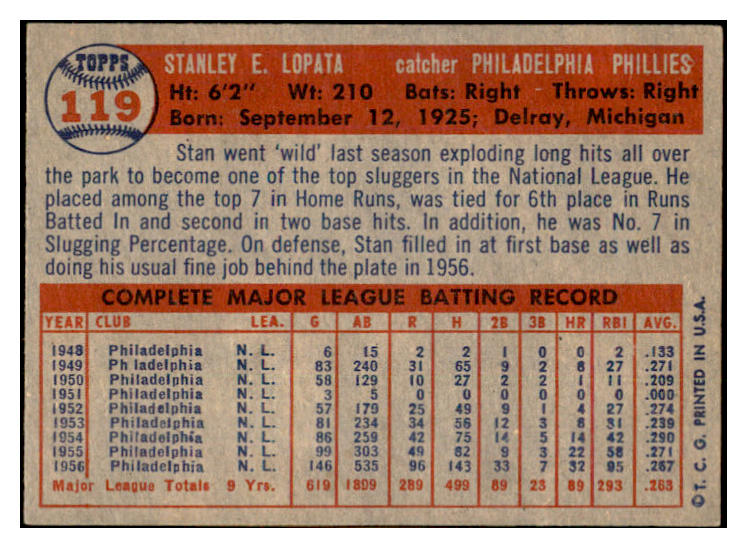 TOPPS
119
STANLEY E. LOPATA catcher PHILADELPHIA PHILLIES
Ht: 6'2" Wt: 210 Bats: Right Throws: Right
Born: September 12, 1925; Delray, Michigan
Stan went 'wild' last season exploding long hits all over
the park to become one of the top sluggers in the National League. He
placed among the top 7 in Home Runs, was tied for 6th place in Runs
Batted In and second in two base hits. In addition, he was No. 7 in
Slugging Percentage. On defense, Stan filled in at first base as well as
doing his usual fine job behind the plate in 1956.
COMPLETE MAJOR LEAGUE BATTING RECORD
YEAR CLUB LEA. G AB R H 2B 3B HR RBI AVG.
1948 Philadelphia N. L. 6 15 2 2 1 0 0 2 .133
1949 Ph ladelphia N. L. 83 240 31 65 9 2 8 27 .271
1950 Philadelphia N. L. 58 129 10 27 2 2 1 11 .209
1951 Philadelphia N. L. 3 5 0 0 0 0 0 0 .000
1952 Philadelphia N. L. 57 179 25 49 9 1 4 27 .274
1953 Philadelphia N. L. 81 234 34 56 12 3 8 31 .239
1954 Philadelphia N. L. 86 259 42 75 14 5 14 42 .290
1955 Philadelphia N. L. 99 303 49 82 9 3 22 58 .271
1956 Philadelphia N. L. 146 535 96 143 33 7 32 95 .267
Major League Totals 9 Yrs. 619 1899 289 499 89 23 89 293 .263
© T. C. G. PRINTED IN U.S.A.